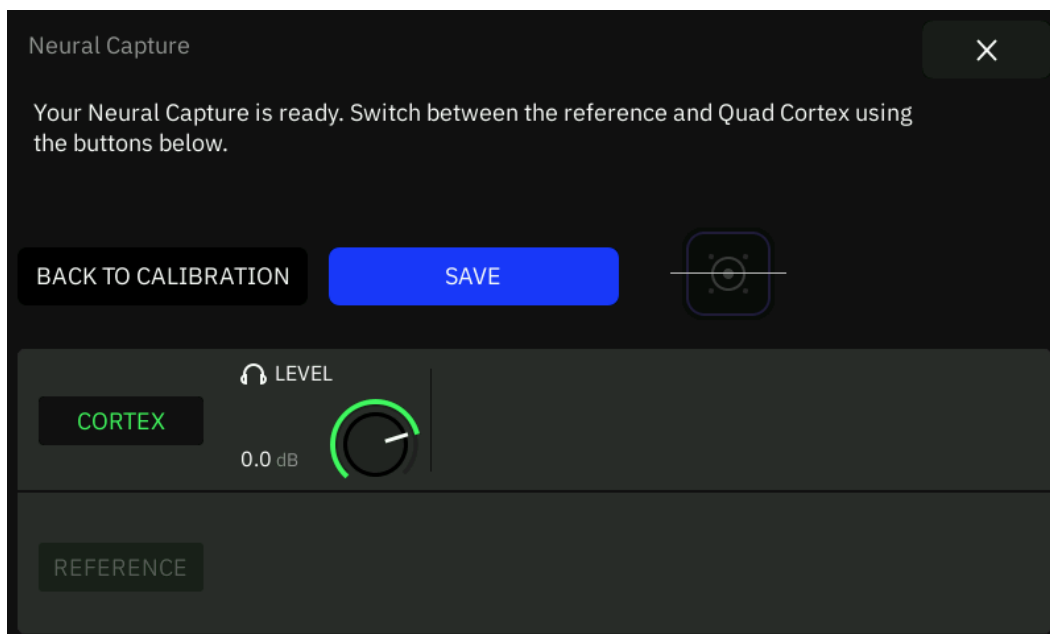 Neural Capture
Your Neural Capture is ready. Switch between the reference and Quad Cortex using
the buttons below.
BACK TO CALIBRATION
SAVE
LEVEL
CORTEX
0.0 dB
REFERENCE